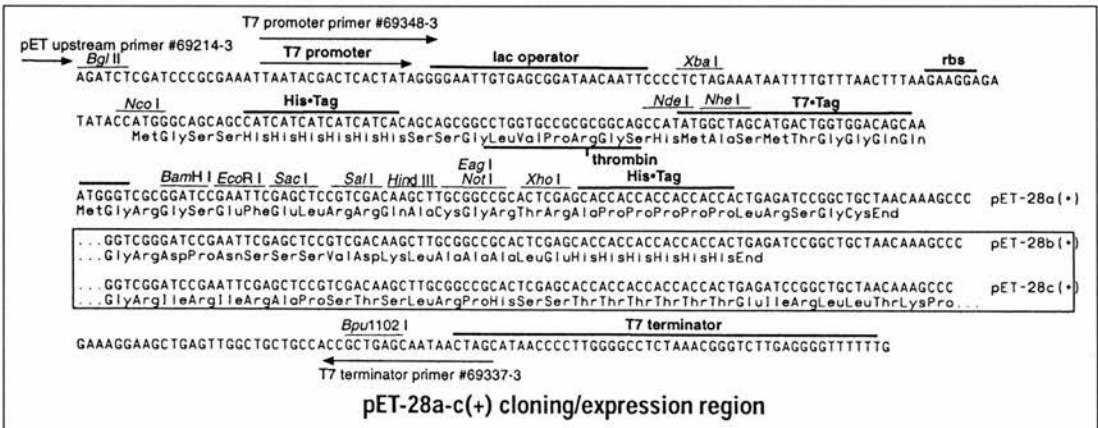 T7 promoter primer #69348-3
pET upstream primer #69214-3
Bgl II
T7 promoter
lac operator
Xba I
rbs
AGATCTCGATCCCGCGAAATTAATACGACTCACTATAGGGGAATTGTGAGCGGATAACAATTCCCCTCTAGAAATAATTTTGTTTAACTTTAAGAAGGAGA
Nco I
His•Tag
Nde I
Nhe I
T7•Tag
TATACCATGGGCAGCAGCCATCATCATCATCATCACAGCAGCGGCCTGGTGCCGCGCGGCAGCCATATGGCTAGCATGACTGGTGGACAGCAA
MetGlySerSerHisHisHisHisHisHisSerSerGlyLeuValProArgGlySerHisMetAlaSerMetThrGlyGlyGlnGln
thrombin
BamH I
EcoR I
Sac I
Sal I
Hind III
Eag I
Not I
Xho I
His•Tag
ATGGGTCGCGGATCCGAATTCGAGCTCCGTCGACAAGCTTGCGGCCGCACTCGAGCACCACCACCACCACCACTGAGATCCGGCTGCTAACAAAGCCC pET-28a(+)
MetGlyArgGlySerGluPheGluLeuArgArgGlnAlaCysGlyArgThrArgAlaProProProProProProLeuArgSerGlyCysEnd
...GGTCGGGATCCGAATTCGAGCTCCGTCGACAAGCTTGCGGCCGCACTCGAGCACCACCACCACCACCACTGAGATCCGGCTGCTAACAAAGCCC pET-28b(+)
...GlyArgAspProAsnSerSerSerValAspLysLeuAlaAlaAlaLeuGluHisHisHisHisHisHisEnd
...GGTCGGATCCGAATTCGAGCTCCGTCGACAAGCTTGCGGCCGCACTCGAGCACCACCACCACCACCACTGAGATCCGGCTGCTAACAAAGCCC pET-28c(+)
...GlyArgIleArgIleArgAlaProSerThrSerLeuArgProHisSerSerThrThrThrThrThrThrGluIleArgLeuLeuThrLysPro...
Bpu1102 I
T7 terminator
GAAAGGAAGCTGAGTTGGCTGCTGCCACCGCTGAGCAATAACTAGCATAACCCCTTGGGGCCTCTAAACGGGTCTTGAGGGGTTTTTTG
T7 terminator primer #69337-3
pET-28a-c(+) cloning/expression region